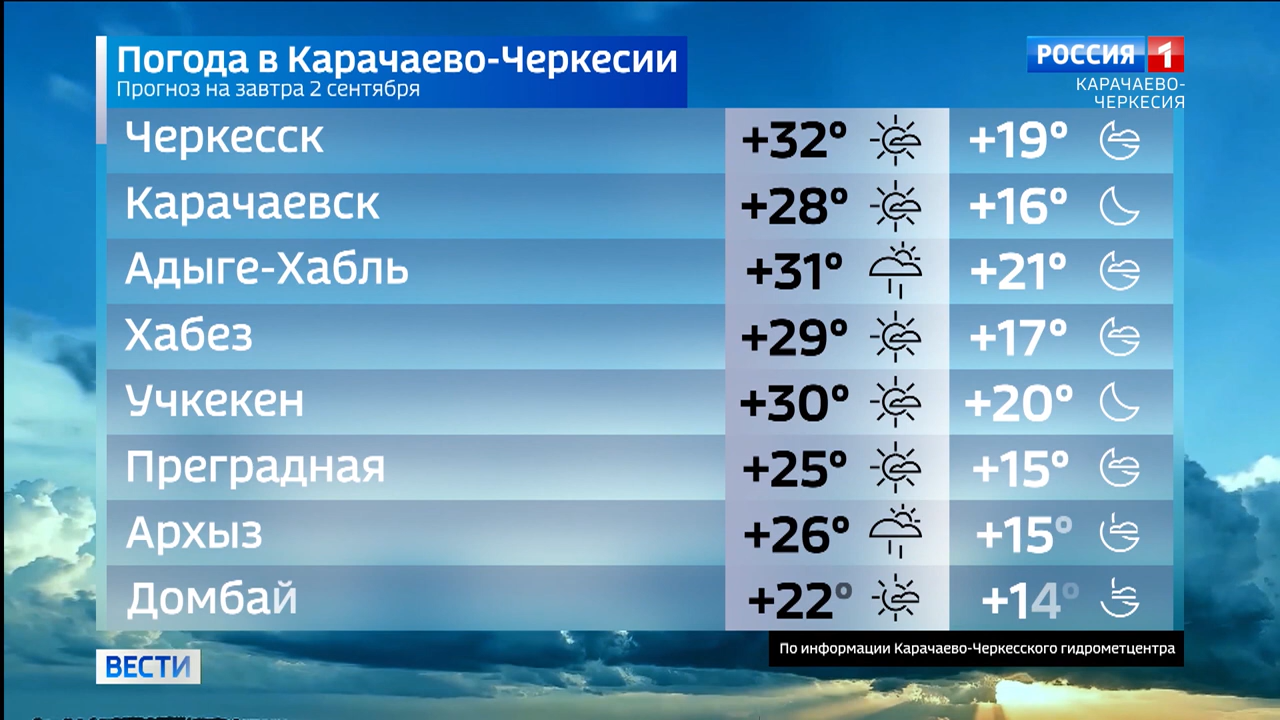 Погода в Карачаево-Черкесии
Прогноз на завтра 2 сентября
РОССИЯ 1
КАРАЧАЕВО-
ЧЕРКЕСИЯ
Черкесск +32° +19°
Карачаевск +28° +16°
Адыге-Хабль +31° +21°
Хабез +29° +17°
Учкекен +30° +20°
Преградная +25° +15°
Архыз +26° +15°
Домбай +22° +14°
По информации Карачаево-Черкесского гидрометцентра
ВЕСТИ